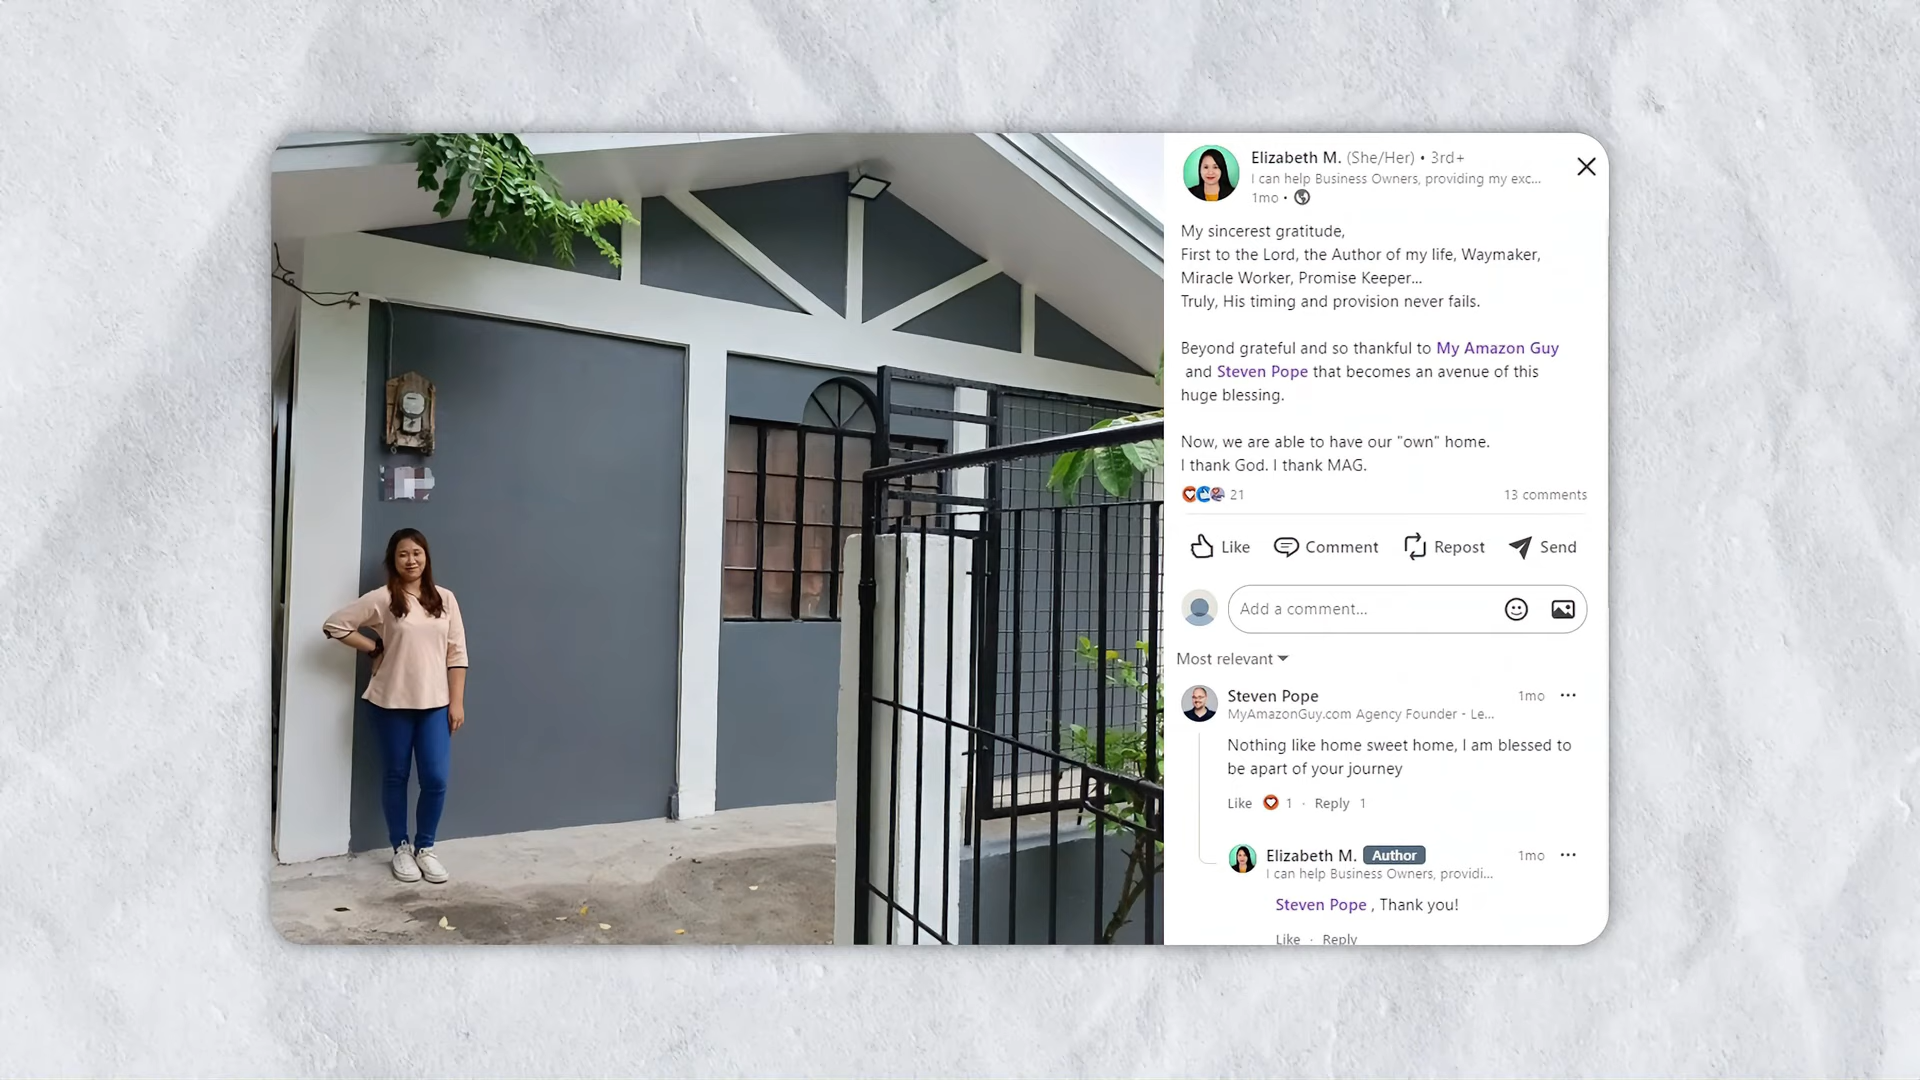 Elizabeth M. (She/Her) • 3rd+
I can help Business Owners, providing my exc...
1mo •
My sincerest gratitude,
First to the Lord, the Author of my life, Waymaker,
Miracle Worker, Promise Keeper...
Truly, His timing and provision never fails.
Beyond grateful and so thankful to My Amazon Guy
and Steven Pope that becomes an avenue of this
huge blessing.
Now, we are able to have our "own" home.
I thank God. I thank MAG.
21
13 comments
Like
Comment
Repost
Send
Add a comment...
Most relevant
Steven Pope
1mo
MyAmazonGuy.com Agency Founder - Le...
Nothing like home sweet home, I am blessed to
be apart of your journey
Like 1 · Reply 1
Elizabeth M. Author
1mo
I can help Business Owners, providi...
Steven Pope , Thank you!
Like · Reply